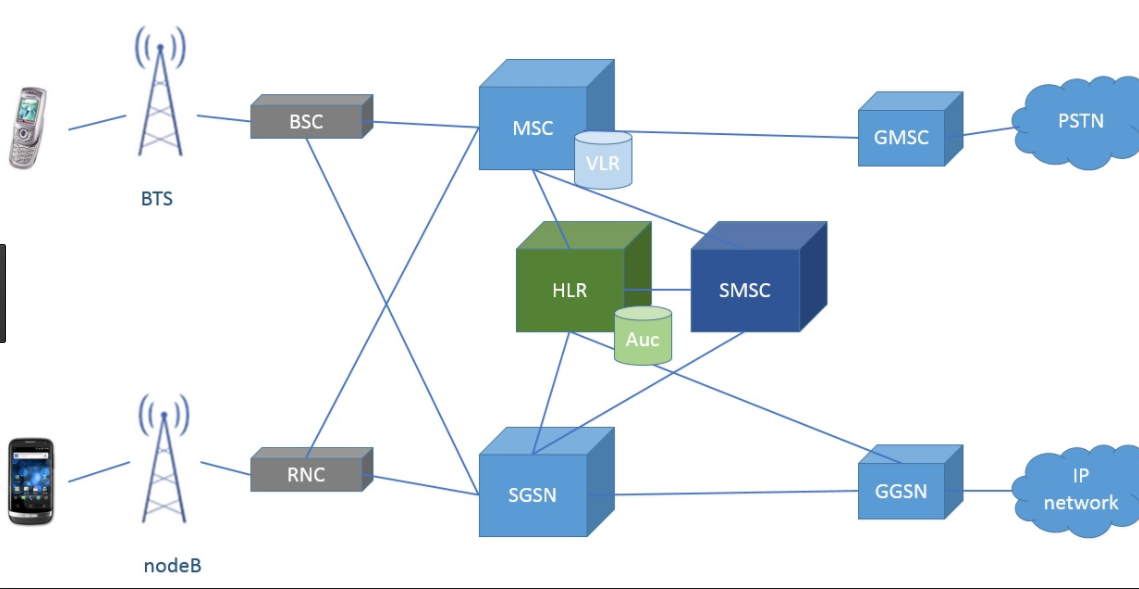 BTS
BSC
MSC
VLR
GMSC
PSTN
HLR
SMSC
Auc
RNC
SGSN
GGSN
IP
network
nodeB